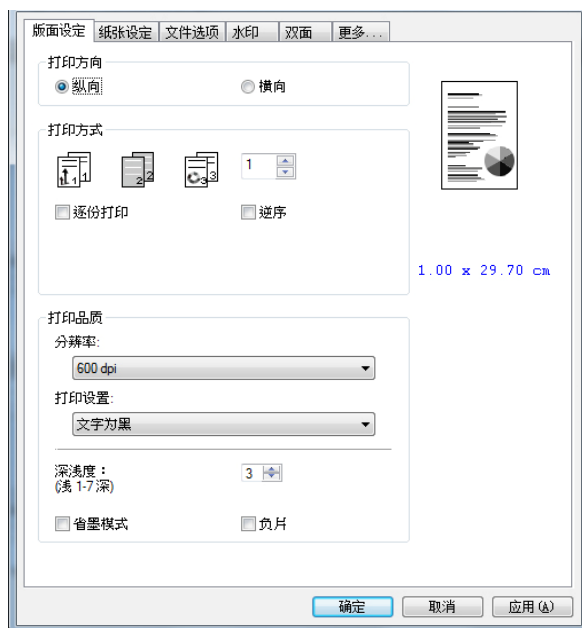 版面设定 纸张设定 文件选项 水印 双面 更多...
打印方向
纵向 横向
打印方式
1 1 2 2 3 3 1
逐份打印 逆序
1.00 x 29.70 cm
打印品质
分辨率:
600 dpi
打印设置:
文字为黑
深浅度： 3
(浅 1-7 深)
省墨模式 负片
确定 取消 应用(A)